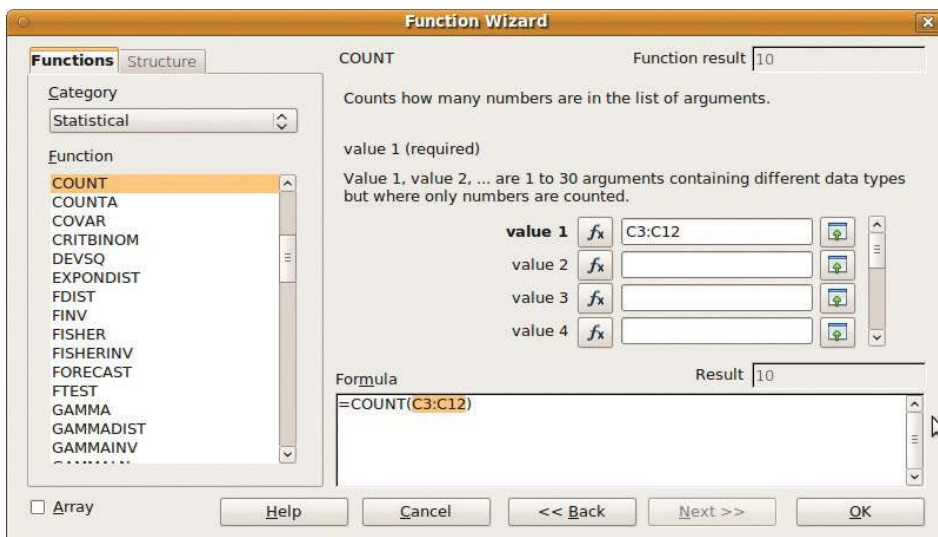 Function Wizard
Functions
Structure
Category
Statistical
Function
COUNT
COUNTA
COVAR
CRITBINOM
DEVSQ
EXPONDIST
FDIST
FINV
FISHER
FISHERINV
FORECAST
FTEST
GAMMA
GAMMADIST
GAMMAINV
COUNT
Function result 10
Counts how many numbers are in the list of arguments.
value 1 (required)
Value 1, value 2, ... are 1 to 30 arguments containing different data types
but where only numbers are counted.
value 1 fx C3:C12
value 2 fx
value 3 fx
value 4 fx
Formula
Result 10
=COUNT(C3:C12)
Array
Help
Cancel
<< Back
Next >>
OK